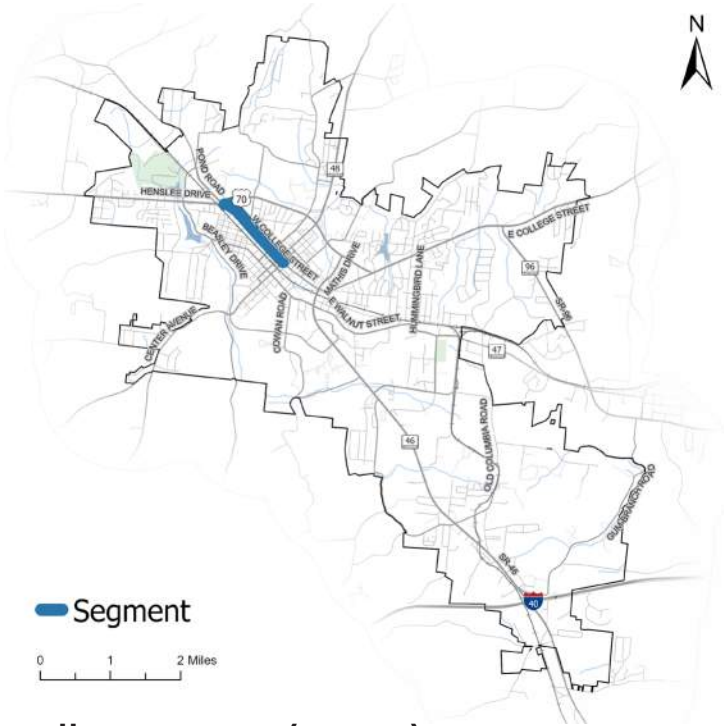 N
48
POND ROAD
HENSLEE DRIVE
70
W COLLEGE STREET
E COLLEGE STREET
BEASLEY DRIVE
MATHIS DRIVE
HUMMINGBIRD LANE
96
SR-96
COWAN ROAD
E WALNUT STREET
CENTER AVENUE
47
46
OLD COLUMBIA ROAD
GUMBRANCH ROAD
SR-46
40
Segment
0 1 2 Miles